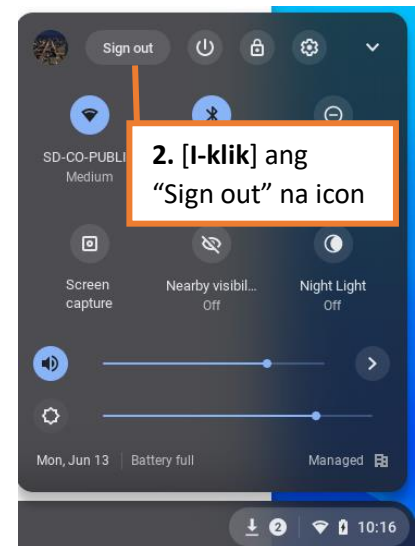 Sign out
SD-CO-PUBLI
Medium
2. [I-klik] ang
“Sign out” na icon
Screen
capture
Nearby visibil...
Off
Night Light
Off
Mon, Jun 13 | Battery full
Managed
2
10:16